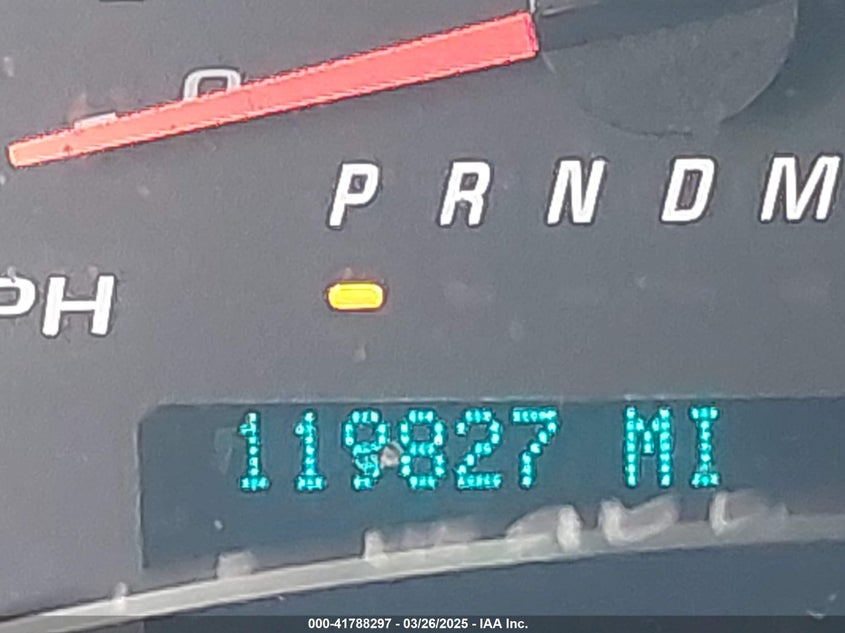 0
P R N D M
PH
119827 MI
000-41788297 - 03/26/2025 - IAA Inc.